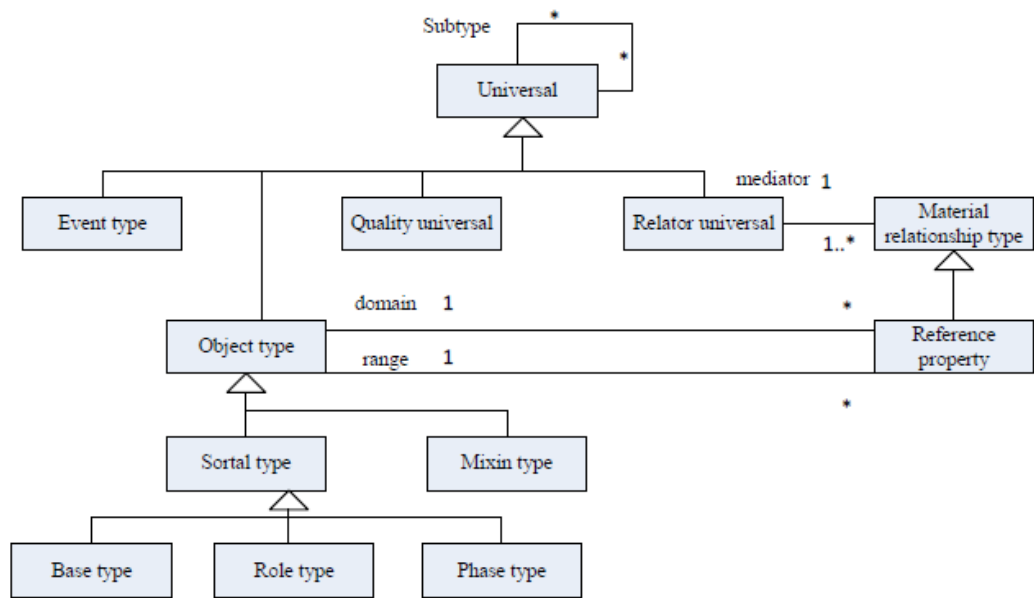 Subtype
*
*
Universal
mediator 1
Event type
Quality universal
Relator universal
Material
relationship type
1..*
domain 1
*
Object type
Reference
property
range 1
*
Sortal type
Mixin type
Base type
Role type
Phase type